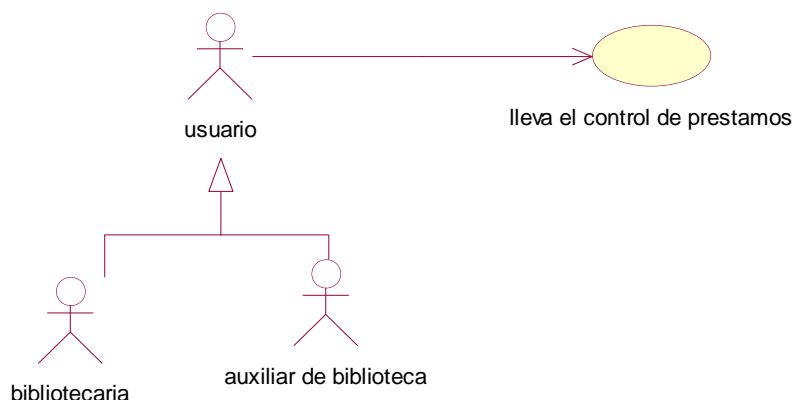 usuario
lleva el control de prestamos
bibliotecaria
auxiliar de biblioteca